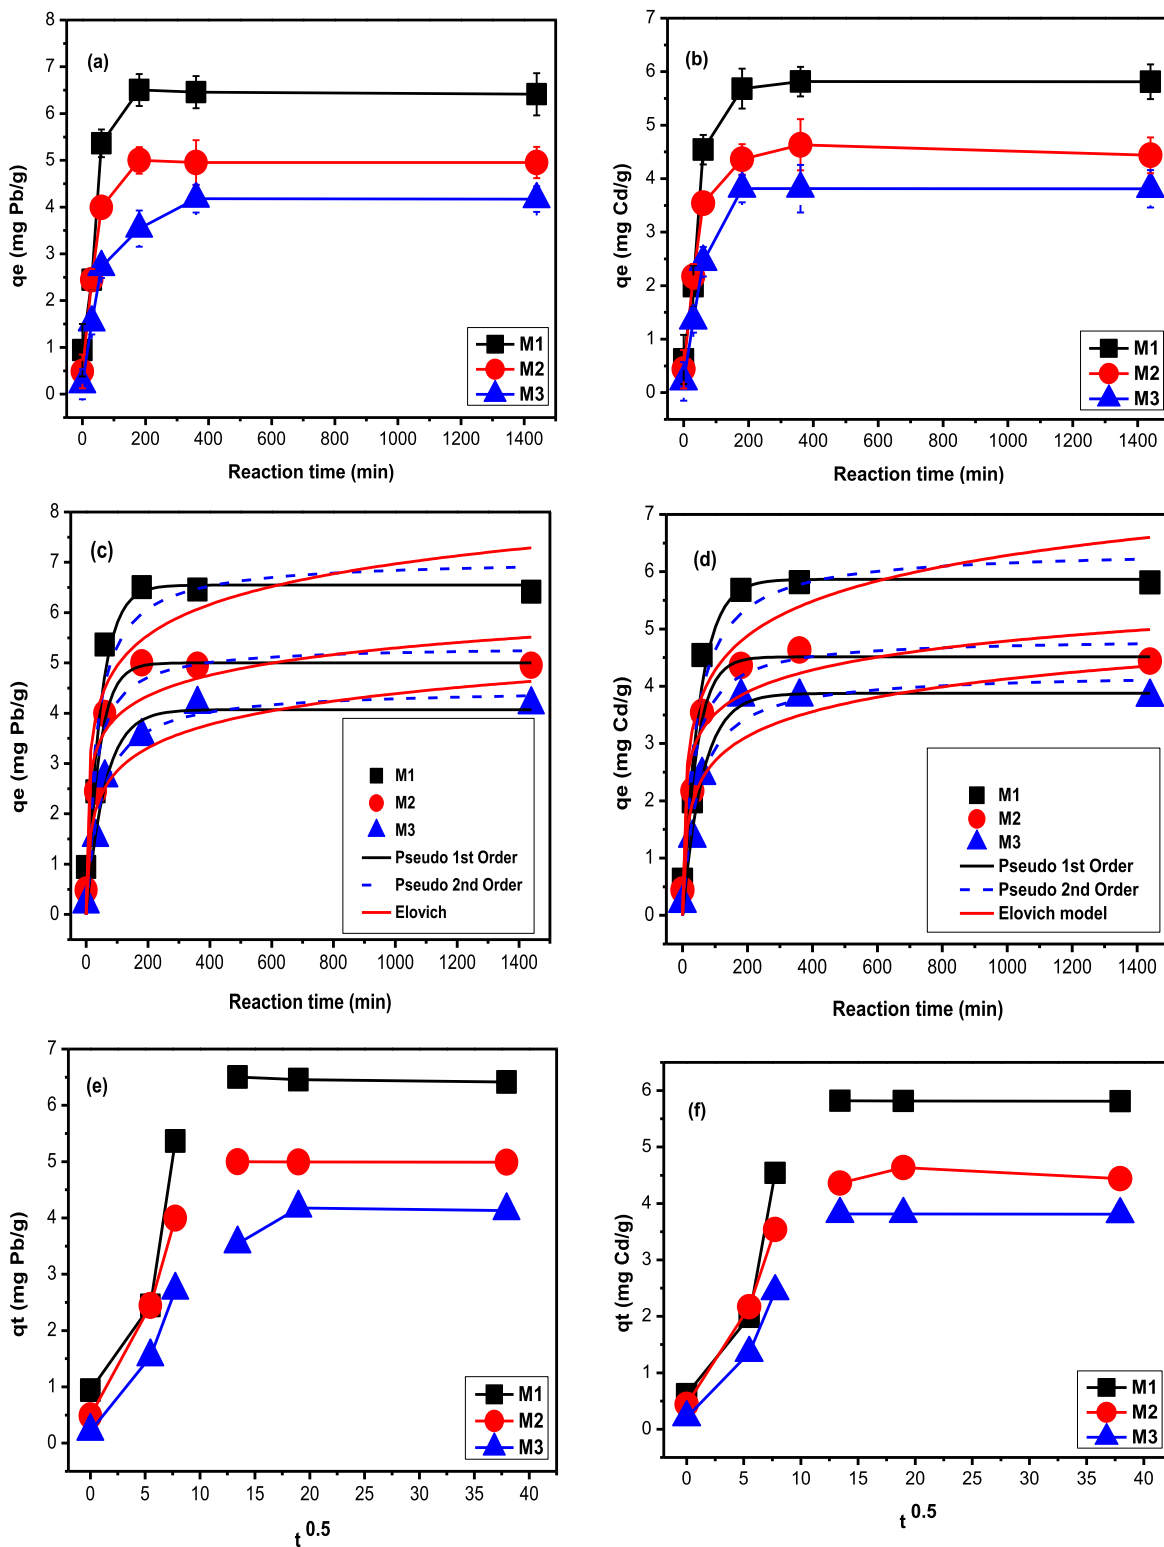 (a)
qe (mg Pb/g)
8
7
6
5
4
3
2
1
0
M1
M2
M3
0 200 400 600 800 1000 1200 1400
Reaction time (min)
(b)
qe (mg Cd/g)
7
6
5
4
3
2
1
0
M1
M2
M3
0 200 400 600 800 1000 1200 1400
Reaction time (min)
(c)
qe (mg Pb/g)
8
7
6
5
4
3
2
1
0
M1
M2
M3
Pseudo 1st Order
Pseudo 2nd Order
Elovich
0 200 400 600 800 1000 1200 1400
Reaction time (min)
(d)
qe (mg Cd/g)
7
6
5
4
3
2
1
0
M1
M2
M3
Pseudo 1st Order
Pseudo 2nd Order
Elovich model
0 200 400 600 800 1000 1200 1400
Reaction time (min)
(e)
qt (mg Pb/g)
7
6
5
4
3
2
1
0
M1
M2
M3
0 5 10 15 20 25 30 35 40
t 0.5
(f)
qt (mg Cd/g)
6
5
4
3
2
1
0
M1
M2
M3
0 5 10 15 20 25 30 35 40
t 0.5